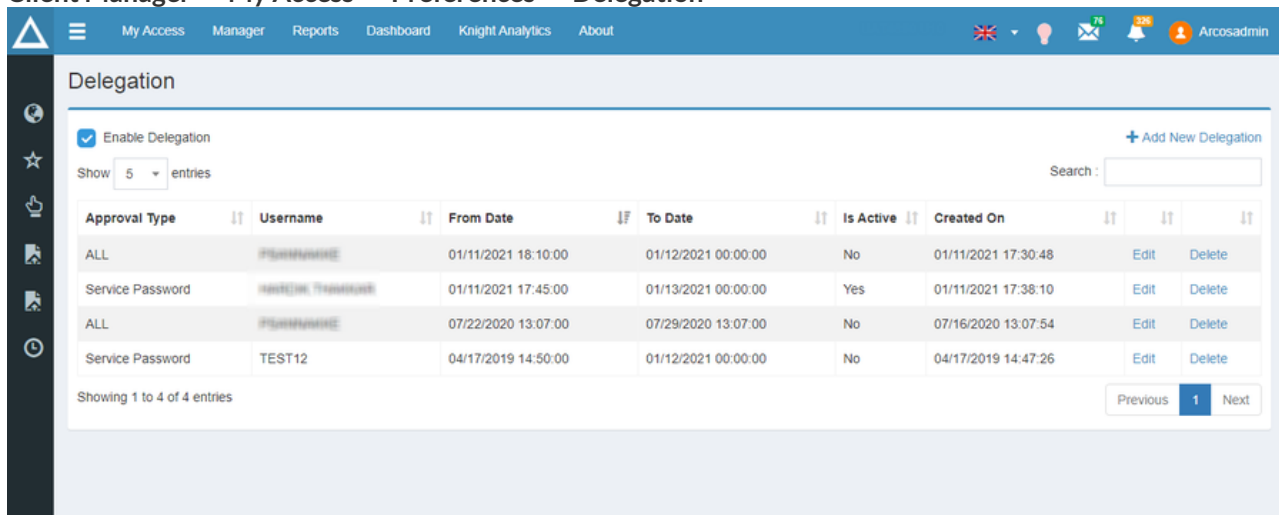 My Access Manager Reports Dashboard Knight Analytics About 76 326 Arcosadmin
Delegation
Enable Delegation + Add New Delegation
Show 5 entries Search :
Approval Type Username From Date To Date Is Active Created On
ALL 01/11/2021 18:10:00 01/12/2021 00:00:00 No 01/11/2021 17:30:48 Edit Delete
Service Password 01/11/2021 17:45:00 01/13/2021 00:00:00 Yes 01/11/2021 17:38:10 Edit Delete
ALL 07/22/2020 13:07:00 07/29/2020 13:07:00 No 07/16/2020 13:07:54 Edit Delete
Service Password TEST12 04/17/2019 14:50:00 01/12/2021 00:00:00 No 04/17/2019 14:47:26 Edit Delete
Showing 1 to 4 of 4 entries Previous 1 Next